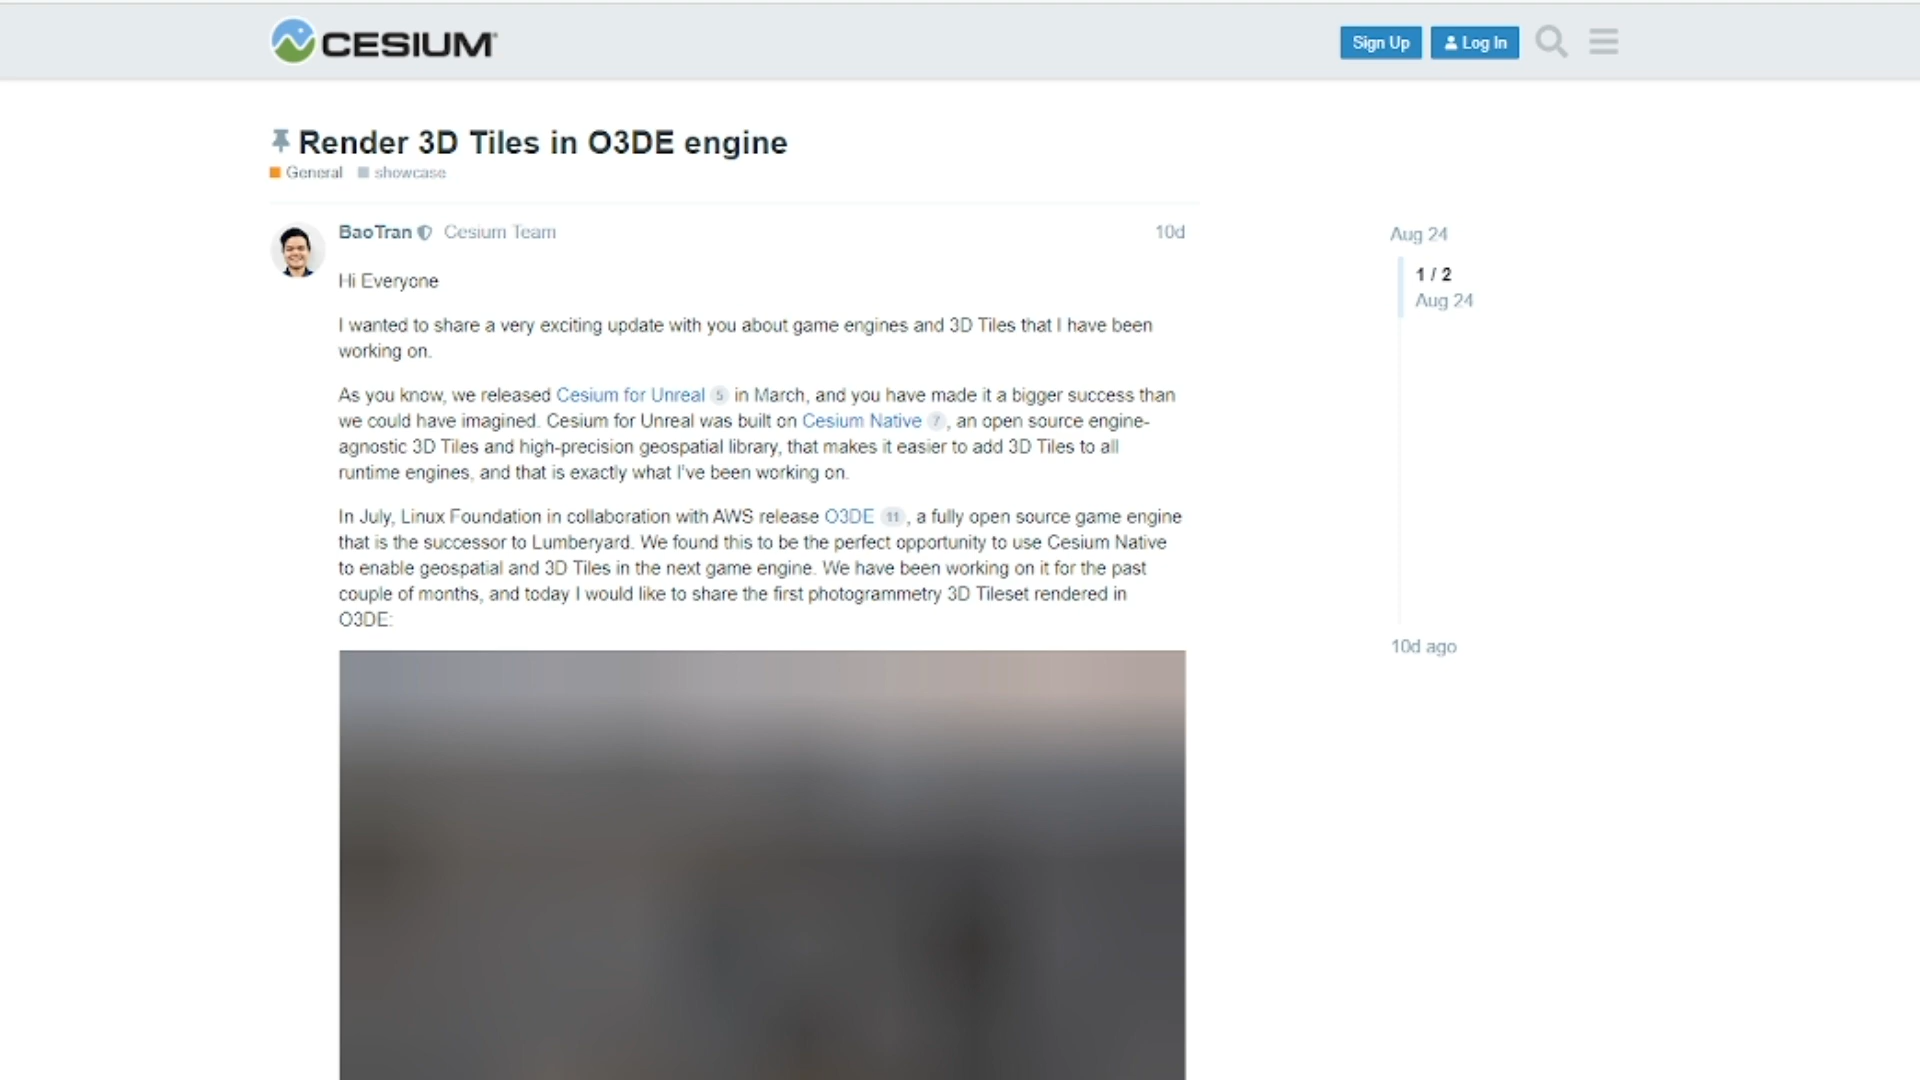 CESIUM
Sign Up
Log In
Render 3D Tiles in O3DE engine
General showcase
BaoTran Cesium Team 10d
Hi Everyone
I wanted to share a very exciting update with you about game engines and 3D Tiles that I have been
working on.
As you know, we released Cesium for Unreal 5 in March, and you have made it a bigger success than
we could have imagined. Cesium for Unreal was built on Cesium Native 7 , an open source engine-
agnostic 3D Tiles and high-precision geospatial library, that makes it easier to add 3D Tiles to all
runtime engines, and that is exactly what I've been working on.
In July, Linux Foundation in collaboration with AWS release O3DE 11 , a fully open source game engine
that is the successor to Lumberyard. We found this to be the perfect opportunity to use Cesium Native
to enable geospatial and 3D Tiles in the next game engine. We have been working on it for the past
couple of months, and today I would like to share the first photogrammetry 3D Tileset rendered in
O3DE:
Aug 24
1 / 2
Aug 24
10d ago